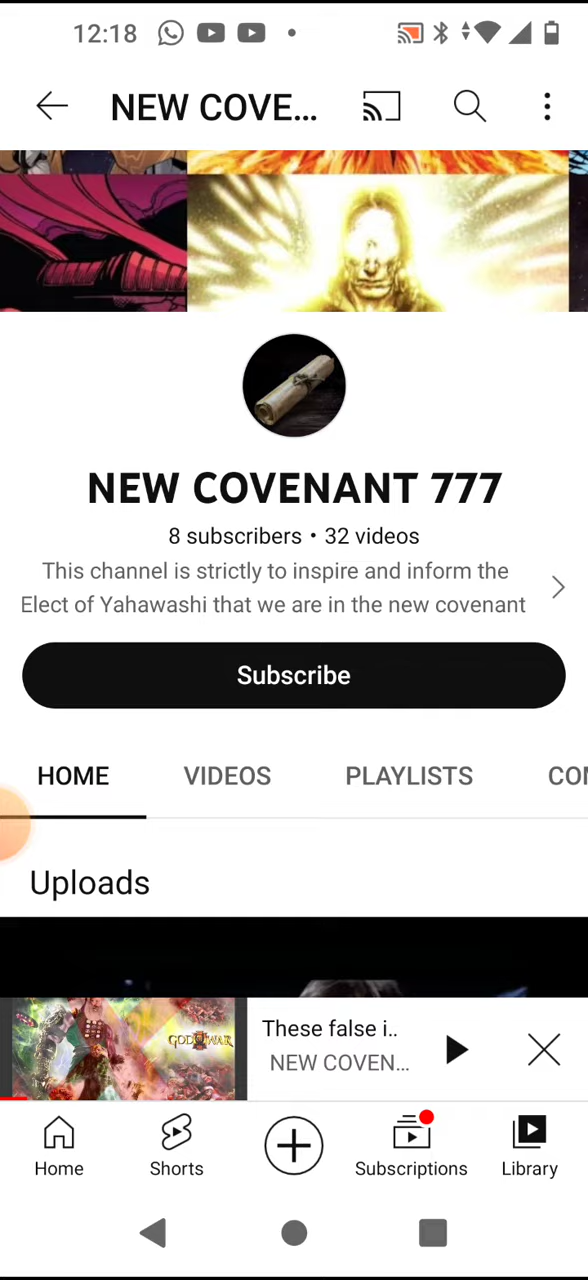 12:18
NEW COVE...
NEW COVENANT 777
8 subscribers • 32 videos
This channel is strictly to inspire and inform the
Elect of Yahawashi that we are in the new covenant
Subscribe
HOME VIDEOS PLAYLISTS COM
Uploads
GOD OF WAR
These false i..
NEW COVEN...
Home Shorts Subscriptions Library